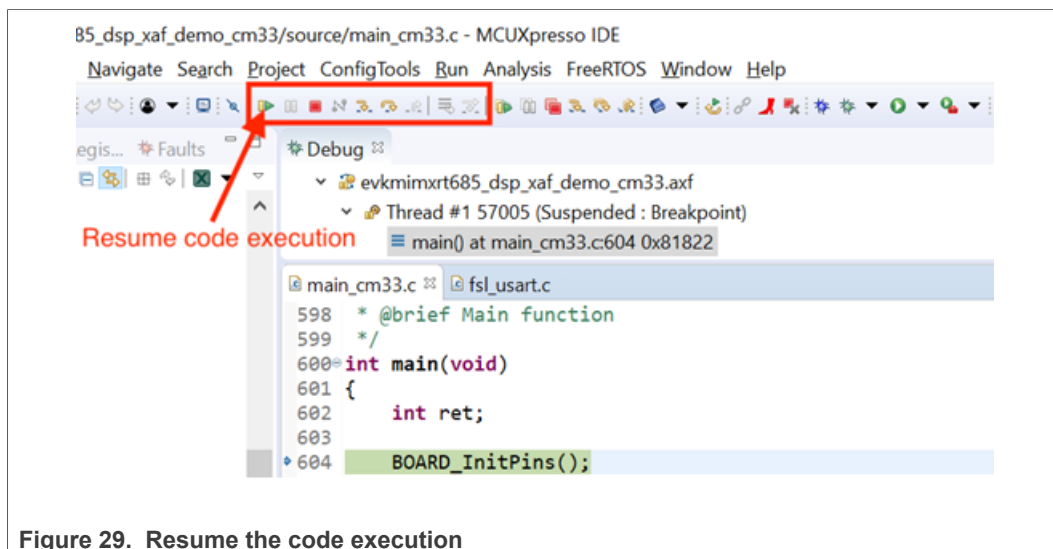 85_dsp_xaf_demo_cm33/source/main_cm33.c - MCUXpresso IDE
Navigate Search Project ConfigTools Run Analysis FreeRTOS Window Help
egis... Faults Debug
evkmimxrt685_dsp_xaf_demo_cm33.axf
Thread #1 57005 (Suspended : Breakpoint)
Resume code execution
main() at main_cm33.c:604 0x81822
main_cm33.c fsl_usart.c
598 * @brief Main function
599 */
600 int main(void)
601 {
602 int ret;
603
604 BOARD_InitPins();
Figure 29. Resume the code execution